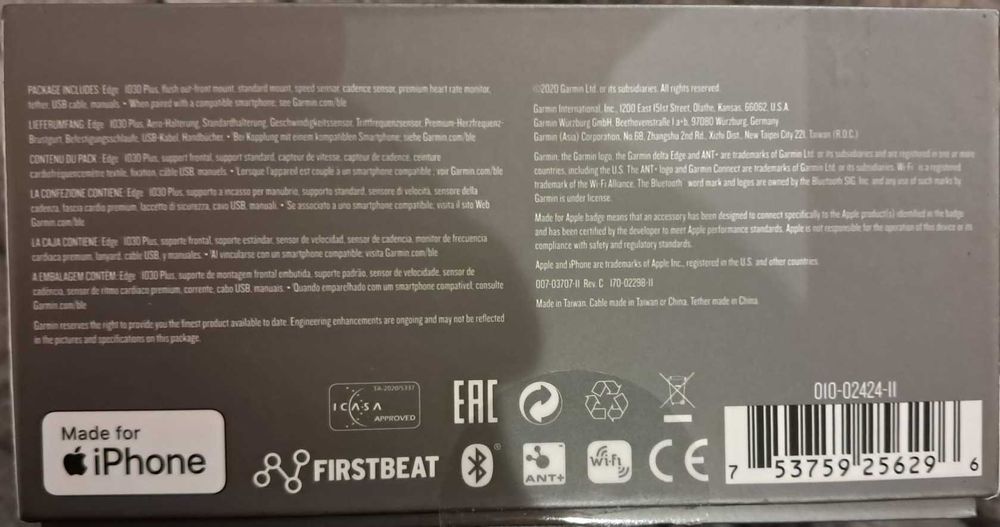 PACKAGE INCLUDES: Edge 1030 Plus, flush out-front mount, standard mount, speed sensor, cadence sensor, premium heart rate monitor,
tether, USB cable, manuals • When paired with a compatible smartphone; see Garmin.com/ble
LIEFERUMFANG: Edge 1030 Plus, Aero-Halterung, Standardhalterung, Geschwindigkeitssensor, Trittfrequenzsensor, Premium-Herzfrequenz-
Brustgurt, Befestigungsschlaufe, USB-Kabel, Handbücher • Bei Kopplung mit einem kompatiblen Smartphone; siehe Garmin.com/ble
CONTENU DU PACK : Edge 1030 Plus, support frontal, support standard, capteur de vitesse, capteur de cadence, ceinture
cardiofréquencemètre textile, fixation, câble USB, manuels • Lorsque l'appareil est couplé à un smartphone compatible ; voir Garmin.com/ble
LA CONFEZIONE CONTIENE: Edge 1030 Plus, supporto a incasso per manubrio, supporto standard, sensore di velocità, sensore della
cadenza, fascia cardio premium, laccetto di sicurezza, cavo USB, manuali • Se associato a uno smartphone compatibile; visita il sito Web
Garmin.com/ble
LA CAJA CONTIENE: Edge 1030 Plus, soporte frontal, soporte estándar, sensor de velocidad, sensor de cadencia, monitor de frecuencia
cardiaca premium, lanyard, cable USB, y manuales • Al vincularse con un smartphone compatible; visita Garmin.com/ble
A EMBALAGEM CONTÉM: Edge 1030 Plus, suporte de montagem frontal embutida, suporte padrão, sensor de velocidade, sensor de
cadência, sensor de ritmo cardíaco premium, corrente, cabo USB, manuais • Quando emparelhado com um smartphone compatível; consulte
Garmin.com/ble
Garmin reserves the right to provide you the finest product available to date. Engineering enhancements are ongoing and may not be reflected
in the pictures and specifications on this package.
©2020 Garmin Ltd. or its subsidiaries. All rights reserved.
Garmin International, Inc., 1200 East 151st Street, Olathe, Kansas, 66062, U.S.A.
Garmin Würzburg GmbH, Beethovenstraße 1 a+b, 97080 Würzburg, Germany
Garmin (Asia) Corporation, No.68, Zhangshu 2nd Rd., Xizhi Dist., New Taipei City 221, Taiwan (R.O.C.)
Garmin, the Garmin logo, the Garmin delta Edge and ANT+ are trademarks of Garmin Ltd. or its subsidiaries and are registered in one or more
countries, including the U.S. The ANT+ logo and Garmin Connect are trademarks of Garmin Ltd. or its subsidiaries. Wi-Fi is a registered
trademark of the Wi-Fi Alliance. The Bluetooth word mark and logos are owned by the Bluetooth SIG, Inc. and any use of such marks by
Garmin is under license.
Made for Apple badge means that an accessory has been designed to connect specifically to the Apple product(s) identified in the badge
and has been certified by the developer to meet Apple performance standards. Apple is not responsible for the operation of this device or its
compliance with safety and regulatory standards.
Apple and iPhone are trademarks of Apple Inc., registered in the U.S. and other countries.
007-03707-11 Rev. C 170-02298-11
Made in Taiwan. Cable made in Taiwan or China. Tether made in China.
TA-2020/5337
ICASA
APPROVED
EAC
010-02424-11
Made for
iPhone
FIRSTBEAT
ANT+
Wi-Fi
CE
7 53759 25629 6